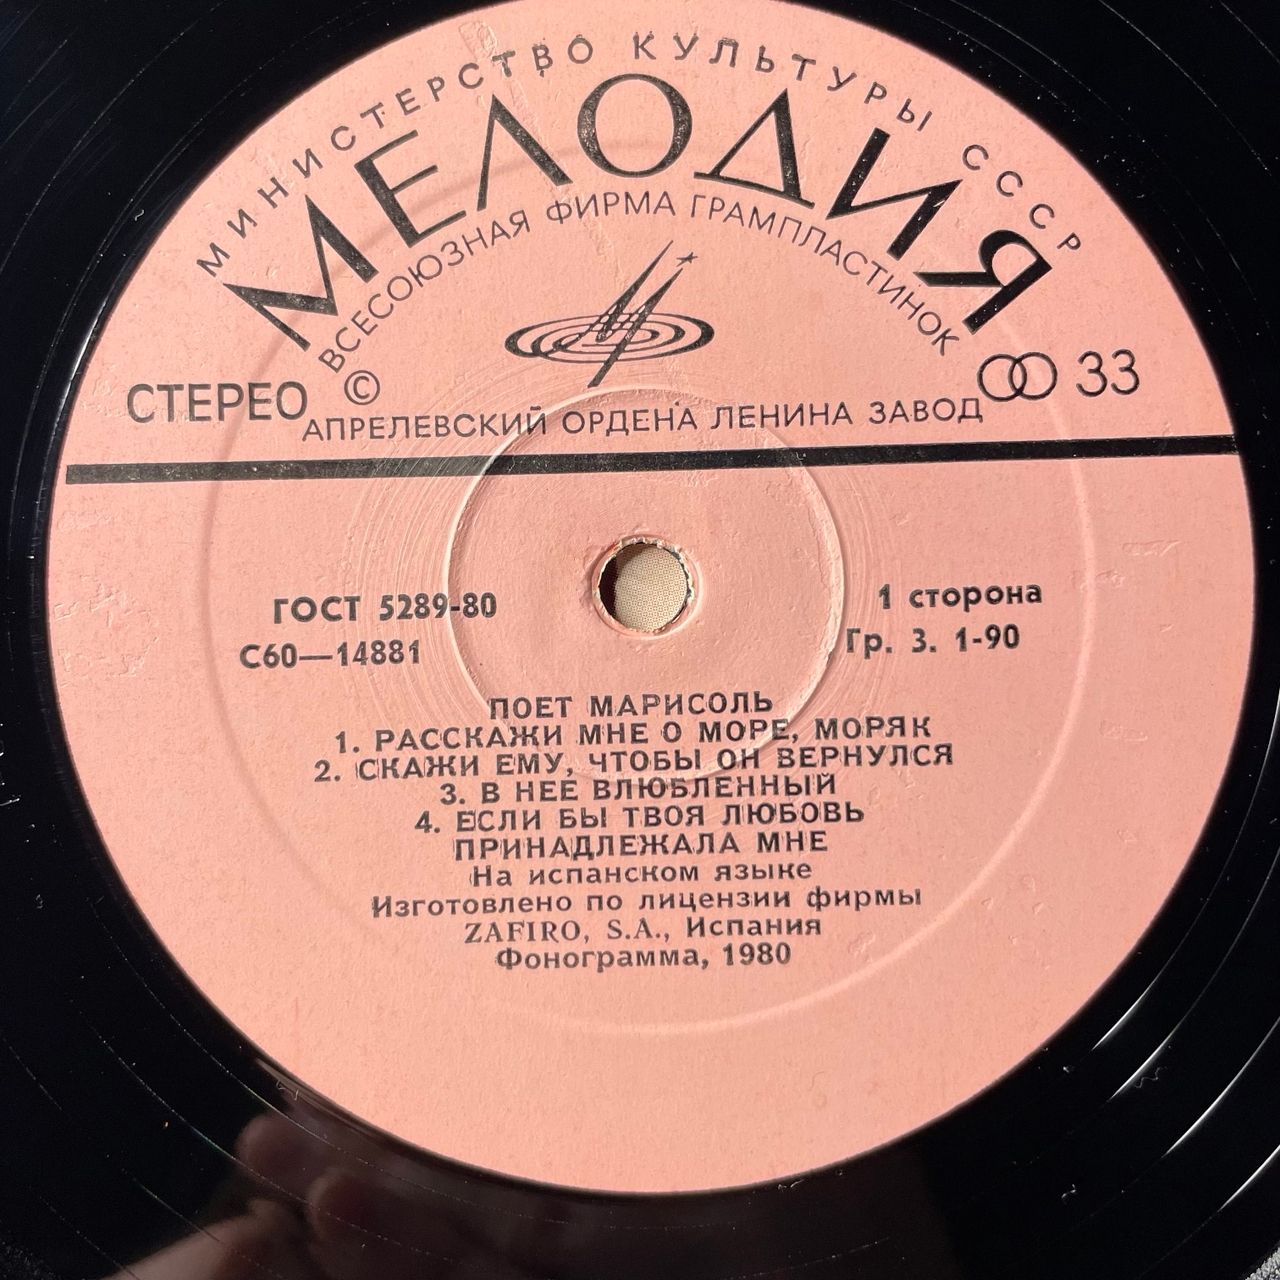 МИНИСТЕРСТВО КУЛЬТУРЫ СССР
МЕЛОДИЯ
ВСЕСОЮЗНАЯ ФИРМА ГРАМПЛАСТИНОК
СТЕРЕО
©
33
АПРЕЛЕВСКИЙ ОРДЕНА ЛЕНИНА ЗАВОД
ГОСТ 5289-80
1 сторона
С60—14881
Гр. 3. 1-90
ПОЕТ МАРИСОЛЬ
1. РАССКАЖИ МНЕ О МОРЕ, МОРЯК
2. СКАЖИ ЕМУ, ЧТОБЫ ОН ВЕРНУЛСЯ
3. В НЕЕ ВЛЮБЛЕННЫЙ
4. ЕСЛИ БЫ ТВОЯ ЛЮБОВЬ
ПРИНАДЛЕЖАЛА МНЕ
На испанском языке
Изготовлено по лицензии фирмы
ZAFIRO, S.A., Испания
Фонограмма, 1980